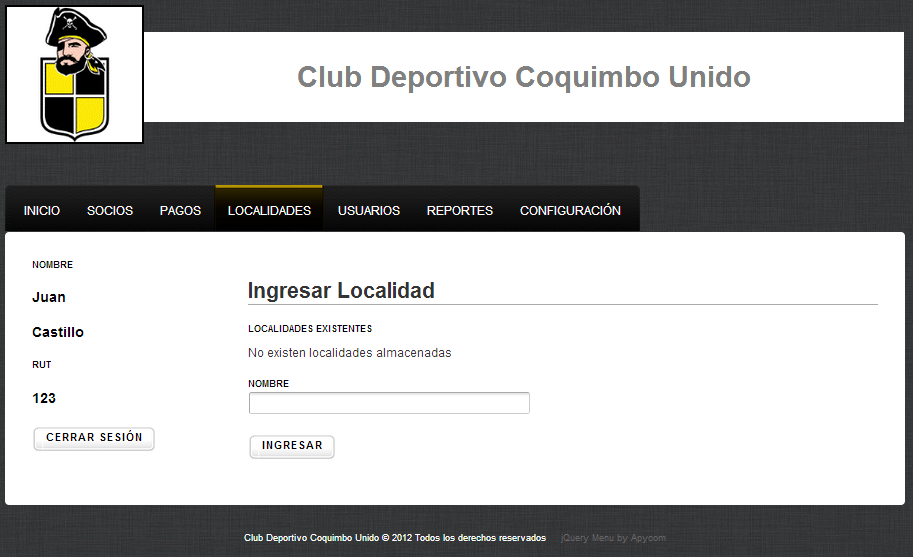 Club Deportivo Coquimbo Unido
INICIO SOCIOS PAGOS LOCALIDADES USUARIOS REPORTES CONFIGURACIÓN
NOMBRE
Juan
Castillo
RUT
123
CERRAR SESIÓN
Ingresar Localidad
LOCALIDADES EXISTENTES
No existen localidades almacenadas
NOMBRE
INGRESAR
Club Deportivo Coquimbo Unido © 2012 Todos los derechos reservados jQuery Menu by Apycom